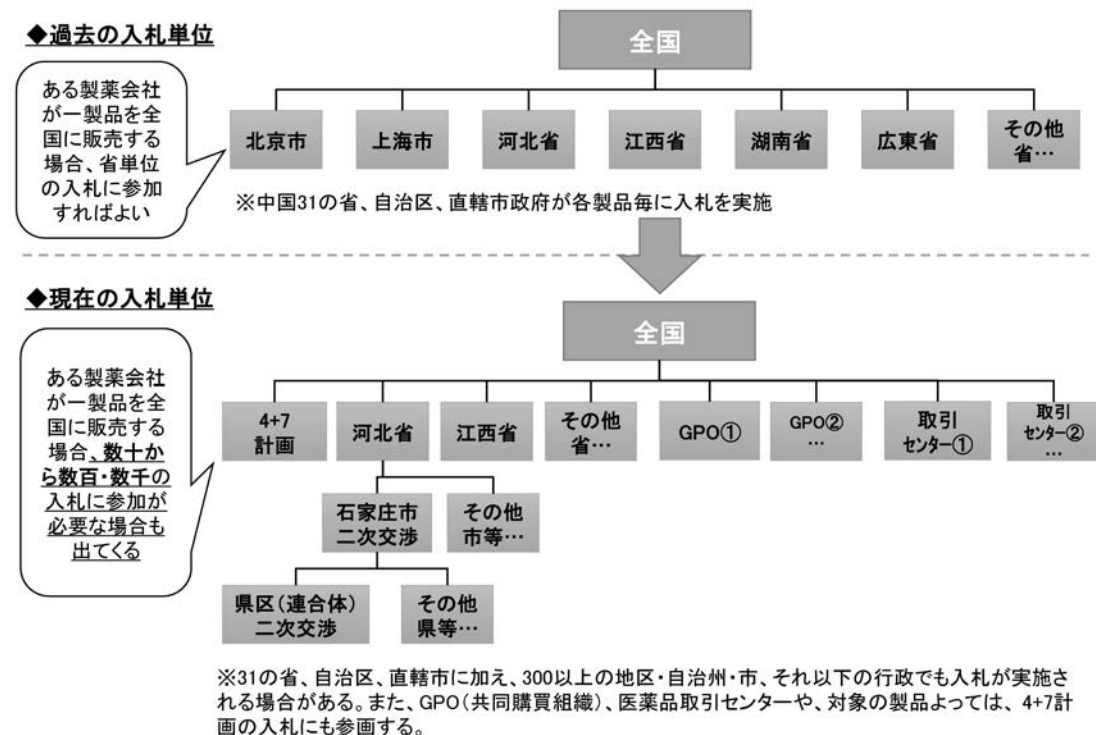 ◆過去の入札単位
ある製薬会社
が一製品を全
国に販売する
場合、省単位
の入札に参加
すればよい
全国
北京市
上海市
河北省
江西省
湖南省
広東省
その他
省…
※中国31の省、自治区、直轄市政府が各製品毎に入札を実施
◆現在の入札単位
ある製薬会社
が一製品を全
国に販売する
場合、数十か
ら数百・数千の
入札に参加が
必要な場合も
出てくる
全国
4+7
計画
河北省
江西省
その他
省…
GPO①
GPO②
…
取引
センター①
取引
センター②
…
石家庄市
二次交渉
その他
市等…
県区(連合体)
二次交渉
その他
県等…
※31の省、自治区、直轄市に加え、300以上の地区・自治州・市、それ以下の行政でも入札が実施さ
れる場合がある。また、GPO(共同購買組織)、医薬品取引センターや、対象の製品よっては、4+7計
画の入札にも参画する。